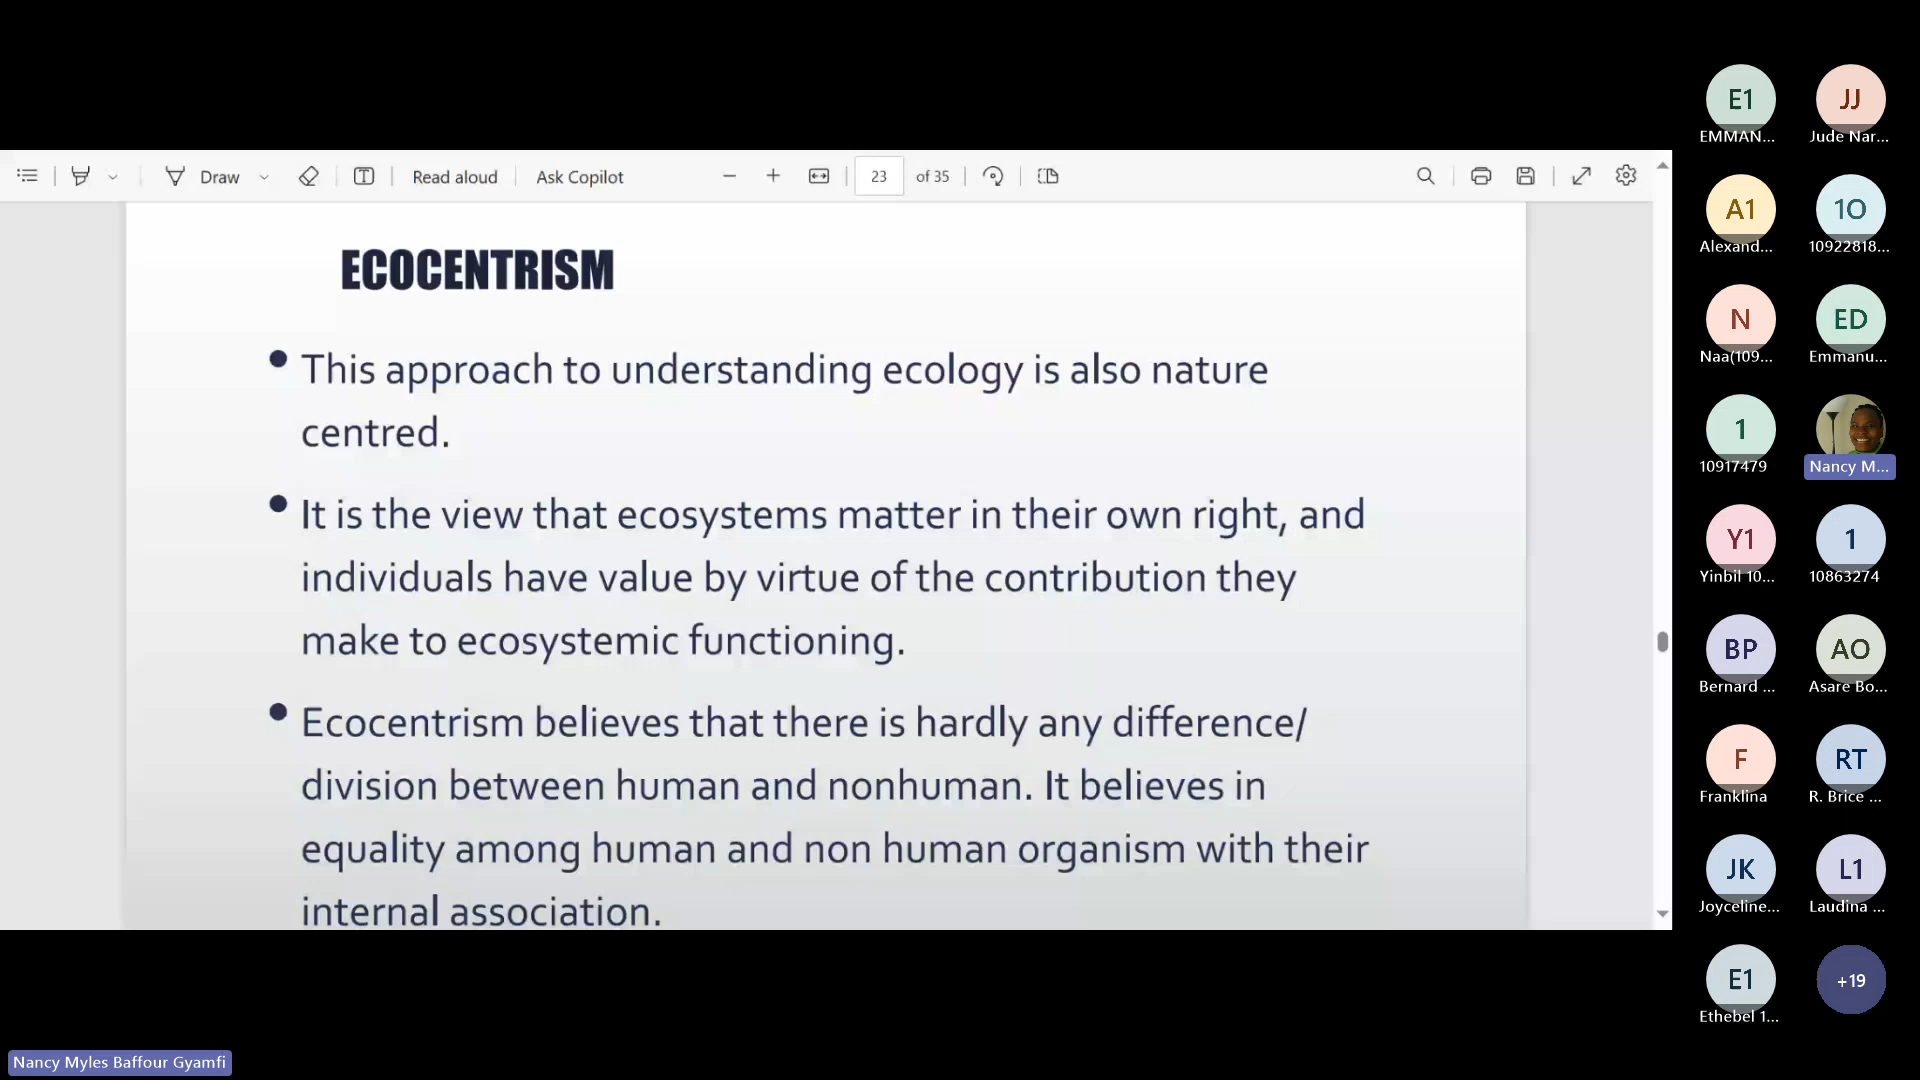 Draw
Read aloud
Ask Copilot
23 of 35
ECOCENTRISM
• This approach to understanding ecology is also nature
centred.
• It is the view that ecosystems matter in their own right, and
individuals have value by virtue of the contribution they
make to ecosystemic functioning.
• Ecocentrism believes that there is hardly any difference/
division between human and nonhuman. It believes in
equality among human and non human organism with their
internal association.
E1
EMMAN...
JJ
Jude Nar...
A1
Alexand...
1O
10922818...
N
Naa(109...
ED
Emmanu...
1
10917479
Nancy M...
Y1
Yinbil 10...
1
10863274
BP
Bernard ...
AO
Asare Bo...
F
Franklina
RT
R. Brice ...
JK
Joyceline...
L1
Laudina ...
E1
Ethebel 1...
+19
Nancy Myles Baffour Gyamfi